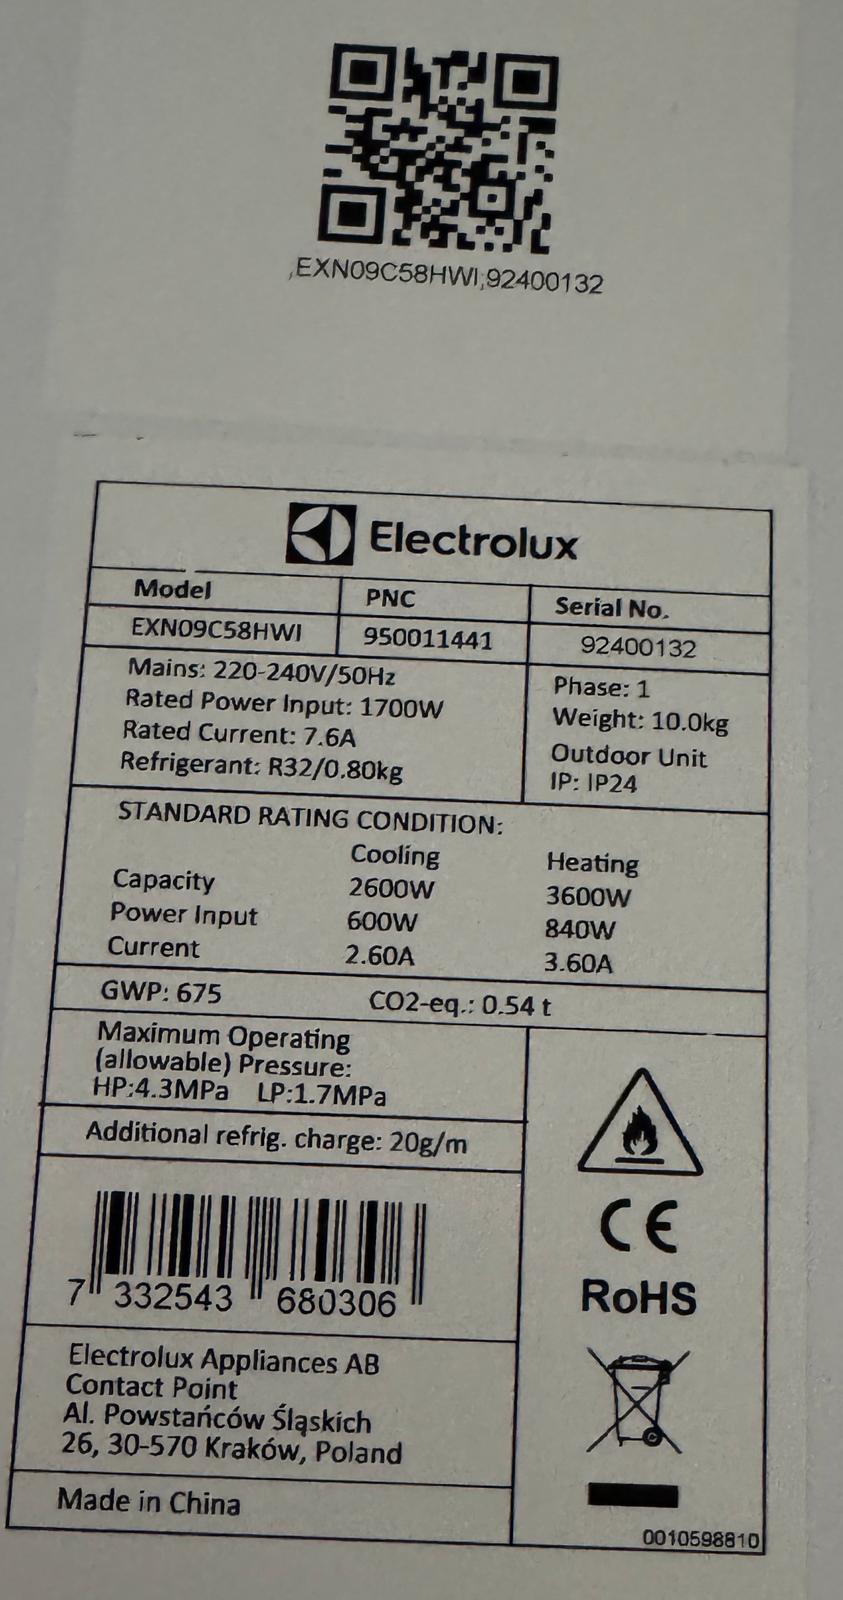 ,EXN09C58HWI;92400132
Electrolux
Model PNC Serial No.
EXN09C58HWI 950011441 92400132
Mains: 220-240V/50Hz
Rated Power Input: 1700W
Rated Current: 7.6A
Refrigerant: R32/0.80kg
Phase: 1
Weight: 10.0kg
Outdoor Unit
IP: IP24
STANDARD RATING CONDITION:
Cooling Heating
Capacity 2600W 3600W
Power Input 600W 840W
Current 2.60A 3.60A
GWP: 675 CO2-eq.: 0.54 t
Maximum Operating
(allowable) Pressure:
HP:4.3MPa LP:1.7MPa
Additional refrig. charge: 20g/m
7 332543 680306
Electrolux Appliances AB
Contact Point
Al. Powstańców Śląskich
26, 30-570 Kraków, Poland
Made in China
CE
RoHS
0010598810